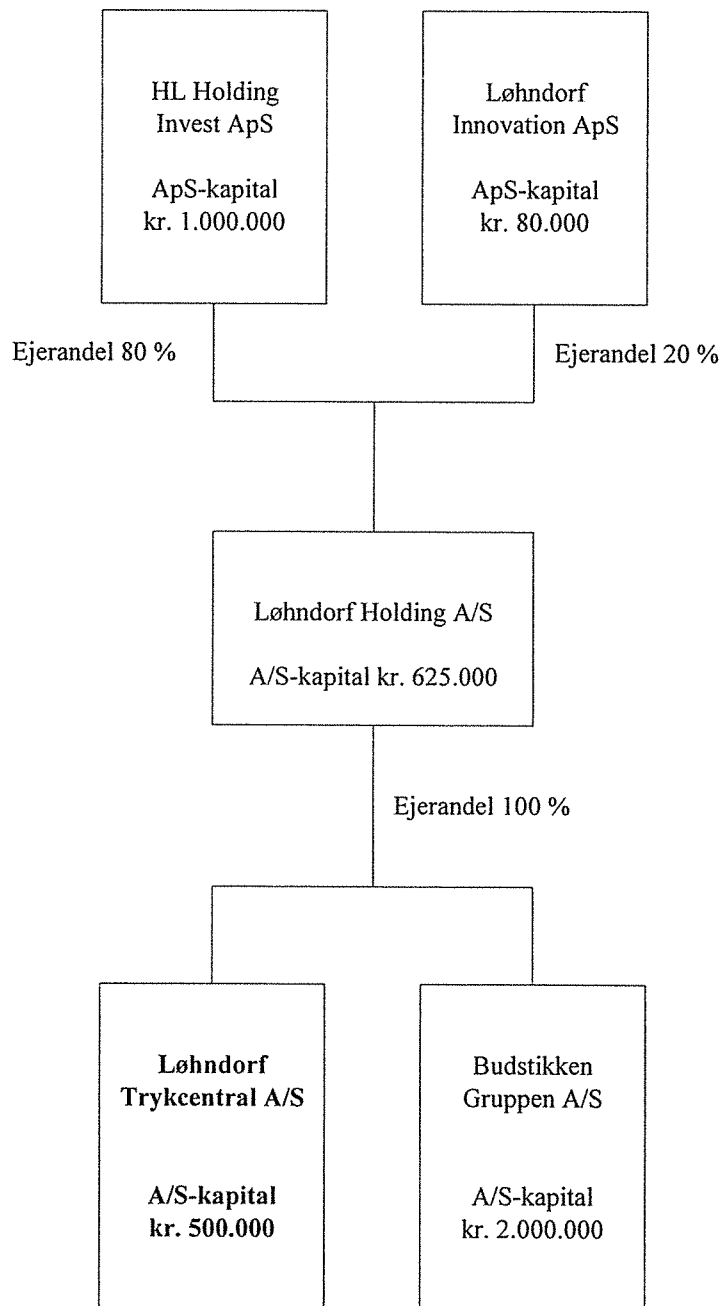 HL Holding
Invest ApS
ApS-kapital
kr. 1.000.000
Løhndorf
Innovation ApS
ApS-kapital
kr. 80.000
Ejerandel 80 %
Ejerandel 20 %
Løhndorf Holding A/S
A/S-kapital kr. 625.000
Ejerandel 100 %
Løhndorf
Trykcentral A/S
A/S-kapital
kr. 500.000
Budstikken
Gruppen A/S
A/S-kapital
kr. 2.000.000